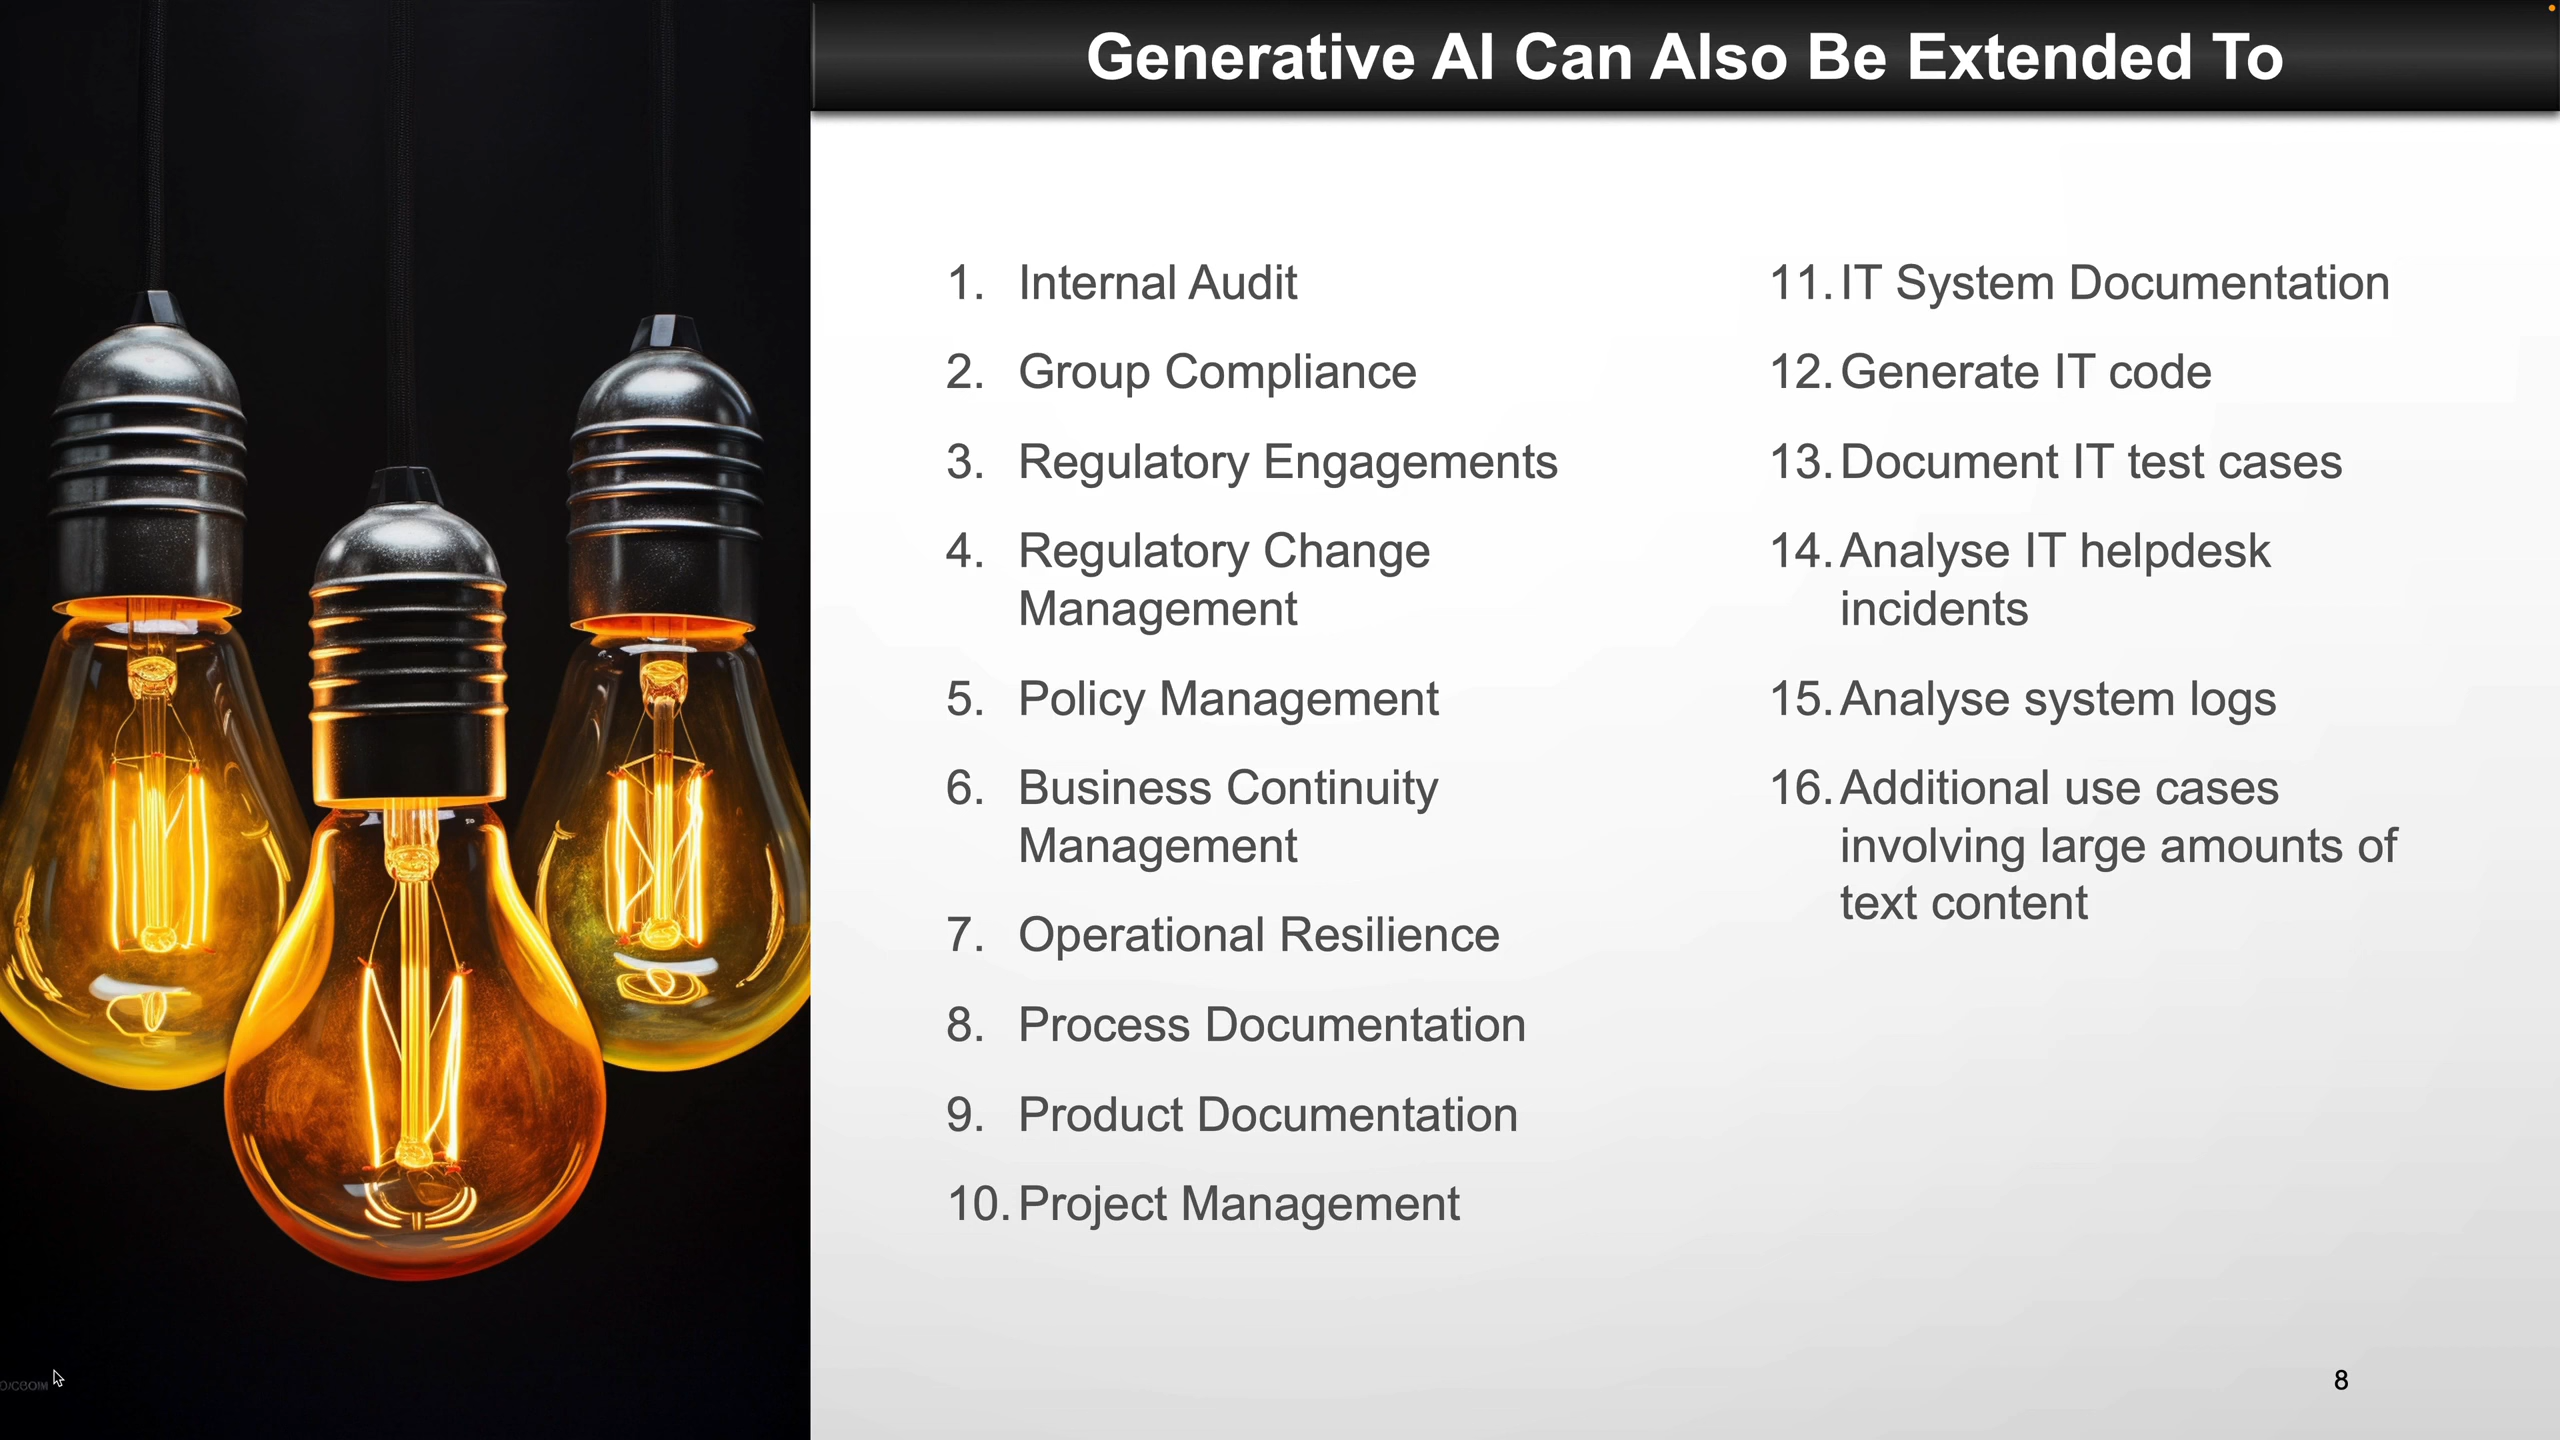 Generative AI Can Also Be Extended To
1. Internal Audit
2. Group Compliance
3. Regulatory Engagements
4. Regulatory Change
Management
5. Policy Management
6. Business Continuity
Management
7. Operational Resilience
8. Process Documentation
9. Product Documentation
10. Project Management
11. IT System Documentation
12. Generate IT code
13. Document IT test cases
14. Analyse IT helpdesk
incidents
15. Analyse system logs
16. Additional use cases
involving large amounts of
text content
8